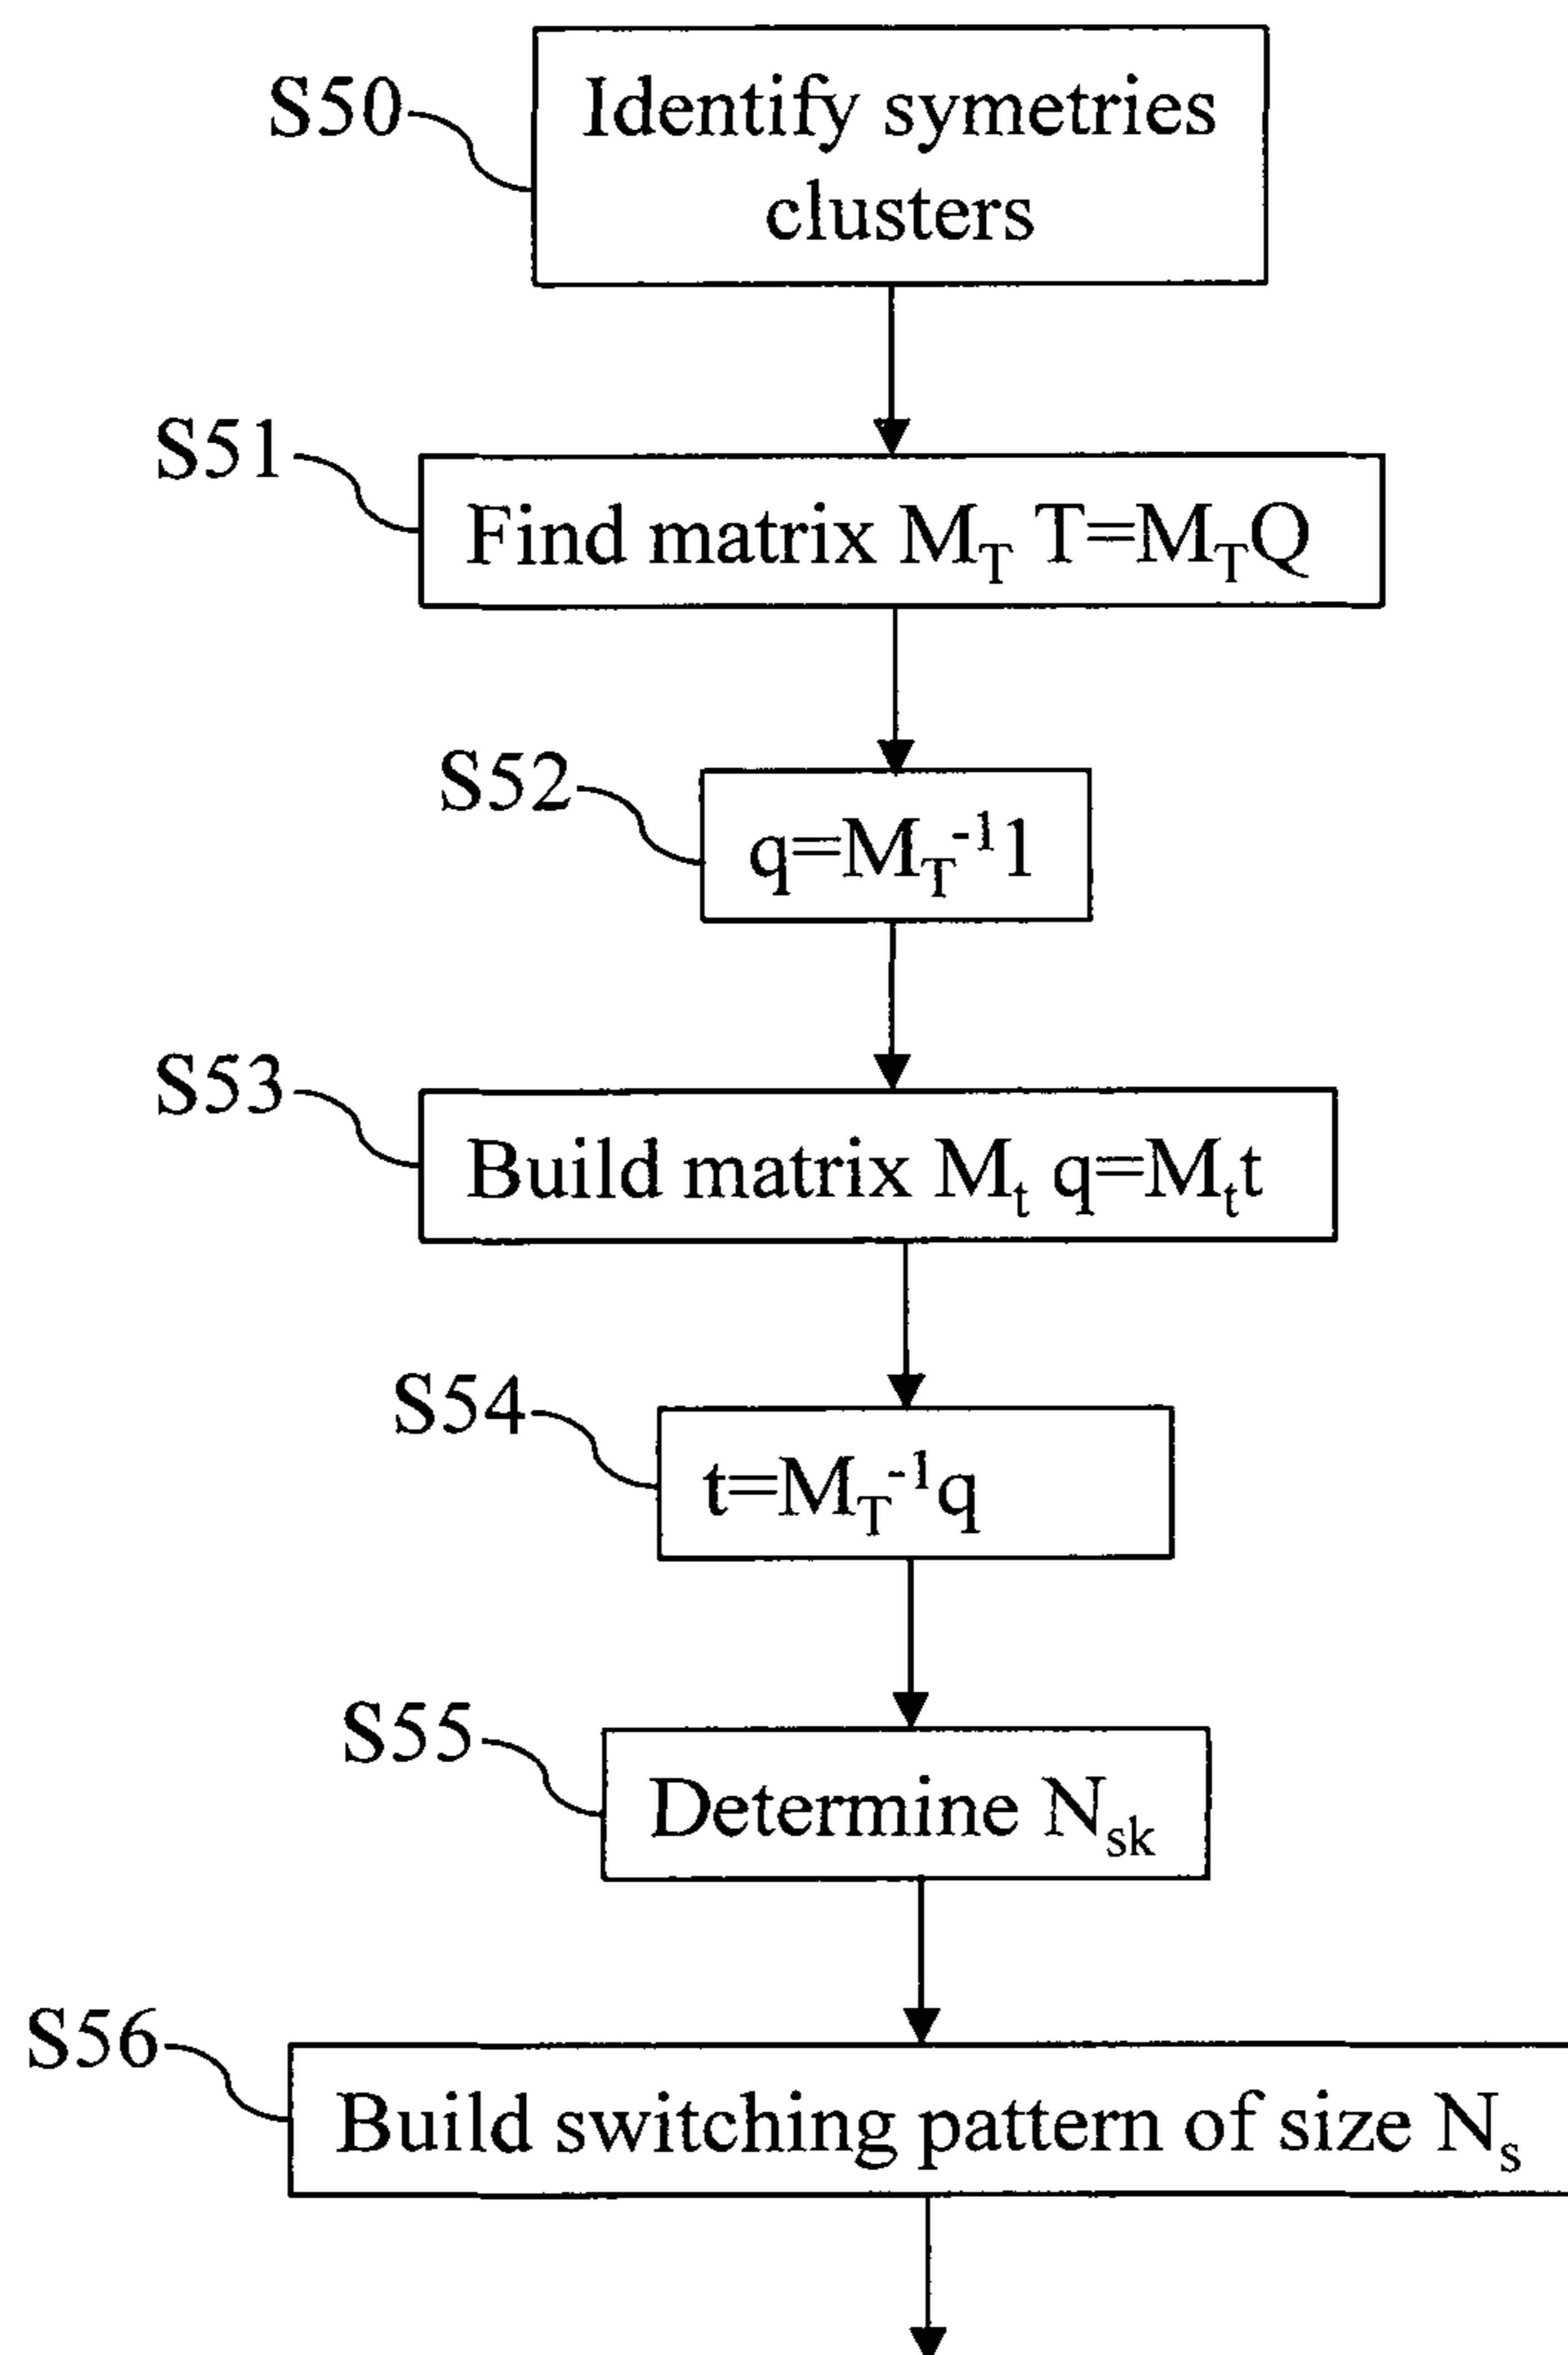 S50
Identify symetries
clusters
S51
Find matrix M_T T=M_TQ
S52
q=M_T^-1 1
S53
Build matrix M_t q=M_tt
S54
t=M_T^-1q
S55
Determine N_sk
S56
Build switching pattern of size N_s